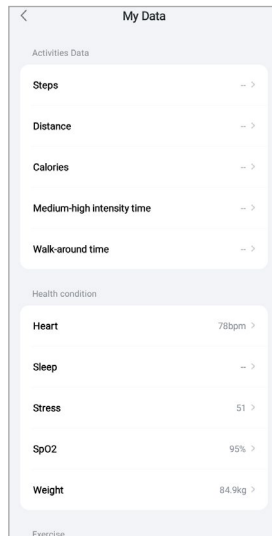 My Data
Activities Data
Steps -- >
Distance -- >
Calories -- >
Medium-high intensity time -- >
Walk-around time -- >
Health condition
Heart 78bpm >
Sleep -- >
Stress 51 >
SpO2 95% >
Weight 84.9kg >
Exercise